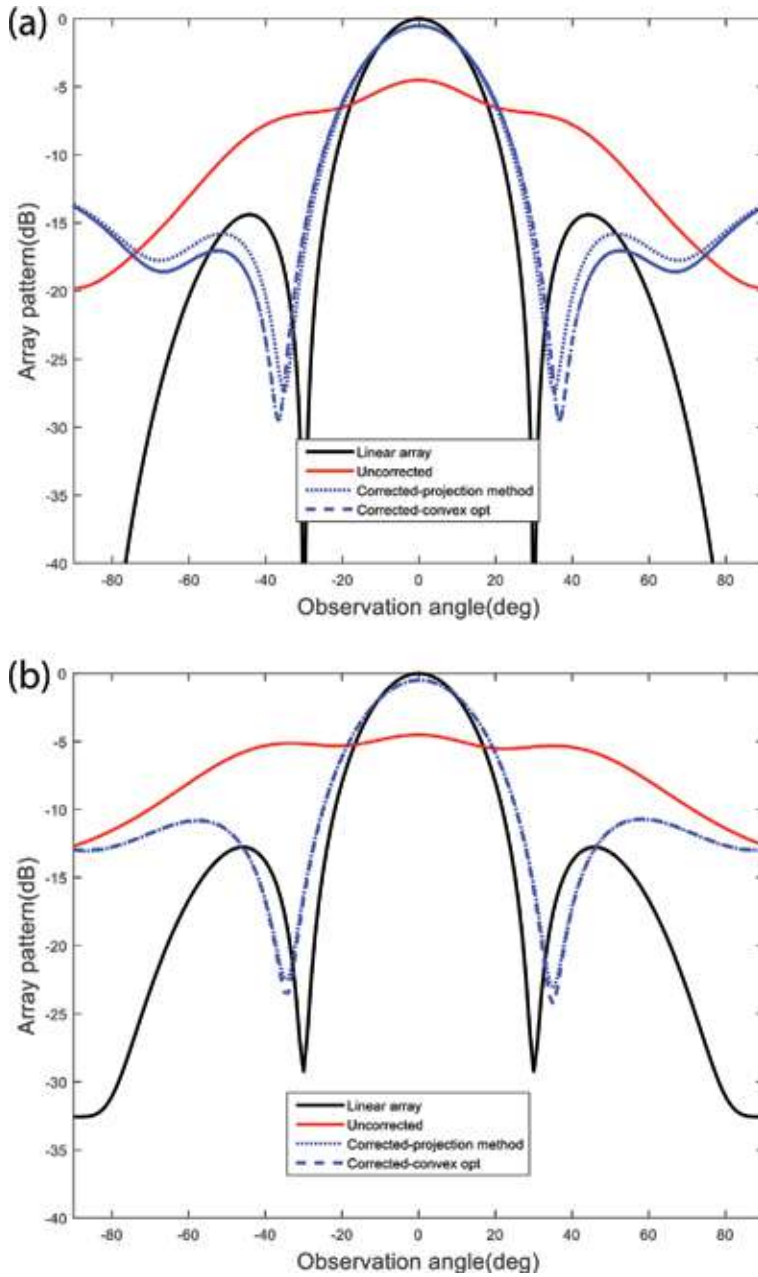 (a)
0
-5
-10
-15
-20
-25
-30
-35
-40
Array pattern(dB)
Linear array
Uncorrected
Corrected-projection method
Corrected-convex opt
-80 -60 -40 -20 0 20 40 60 80
Observation angle(deg)
(b)
0
-5
-10
-15
-20
-25
-30
-35
-40
Array pattern(dB)
Linear array
Uncorrected
Corrected-projection method
Corrected-convex opt
-80 -60 -40 -20 0 20 40 60 80
Observation angle(deg)